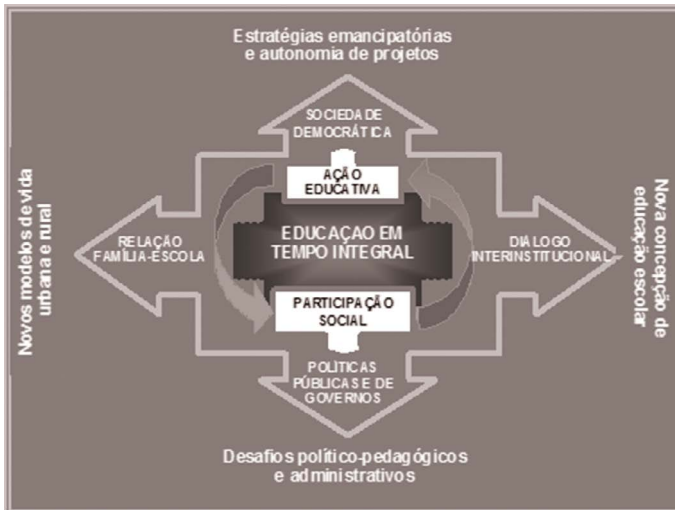 Estratégias emancipatórias
e autonomia de projetos
SOCIEDADE
DEMOCRÁTICA
AÇÃO
EDUCATIVA
Novos modelos de vida
urbana e rural
RELAÇÃO
FAMÍLIA-ESCOLA
EDUCAÇAO EM
TEMPO INTEGRAL
DIÁLOGO
INTERINSTITUCIONAL
Nova concepção de
educação escolar
PARTICIPAÇÃO
SOCIAL
POLÍTICAS
PÚBLICAS E DE
GOVERNOS
Desafios político-pedagógicos
e administrativos